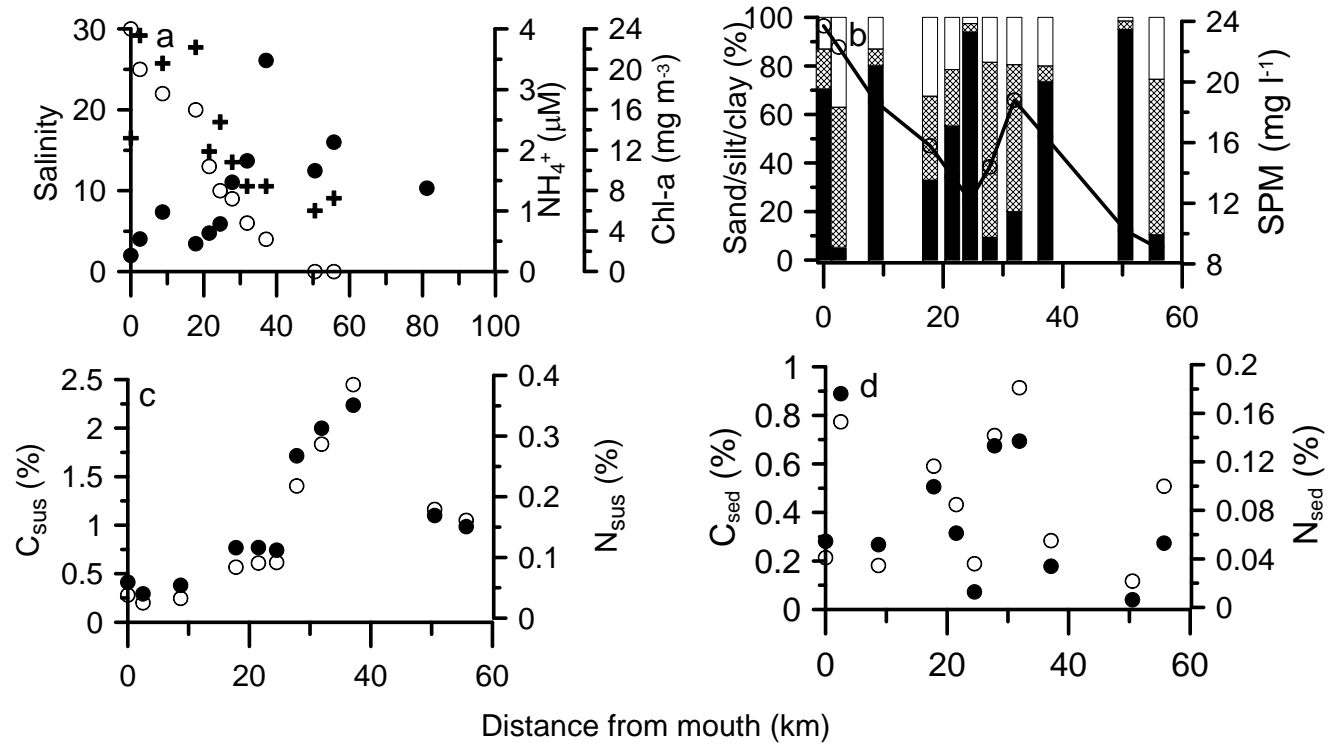 a
30
20
10
0
Salinity
4
3
2
1
0
NH₄⁺ (μM)
24
20
16
12
8
4
0
Chl-a (mg m⁻³)
0 20 40 60 80 100
b
100
80
60
40
20
0
Sand/silt/clay (%)
24
20
16
12
8
SPM (mg l⁻¹)
0 20 40 60
c
2.5
2
1.5
1
0.5
0
C_sus (%)
0.4
0.3
0.2
0.1
0
N_sus (%)
0 20 40 60
d
1
0.8
0.6
0.4
0.2
0
C_sed (%)
0.2
0.16
0.12
0.08
0.04
0
N_sed (%)
0 20 40 60
Distance from mouth (km)